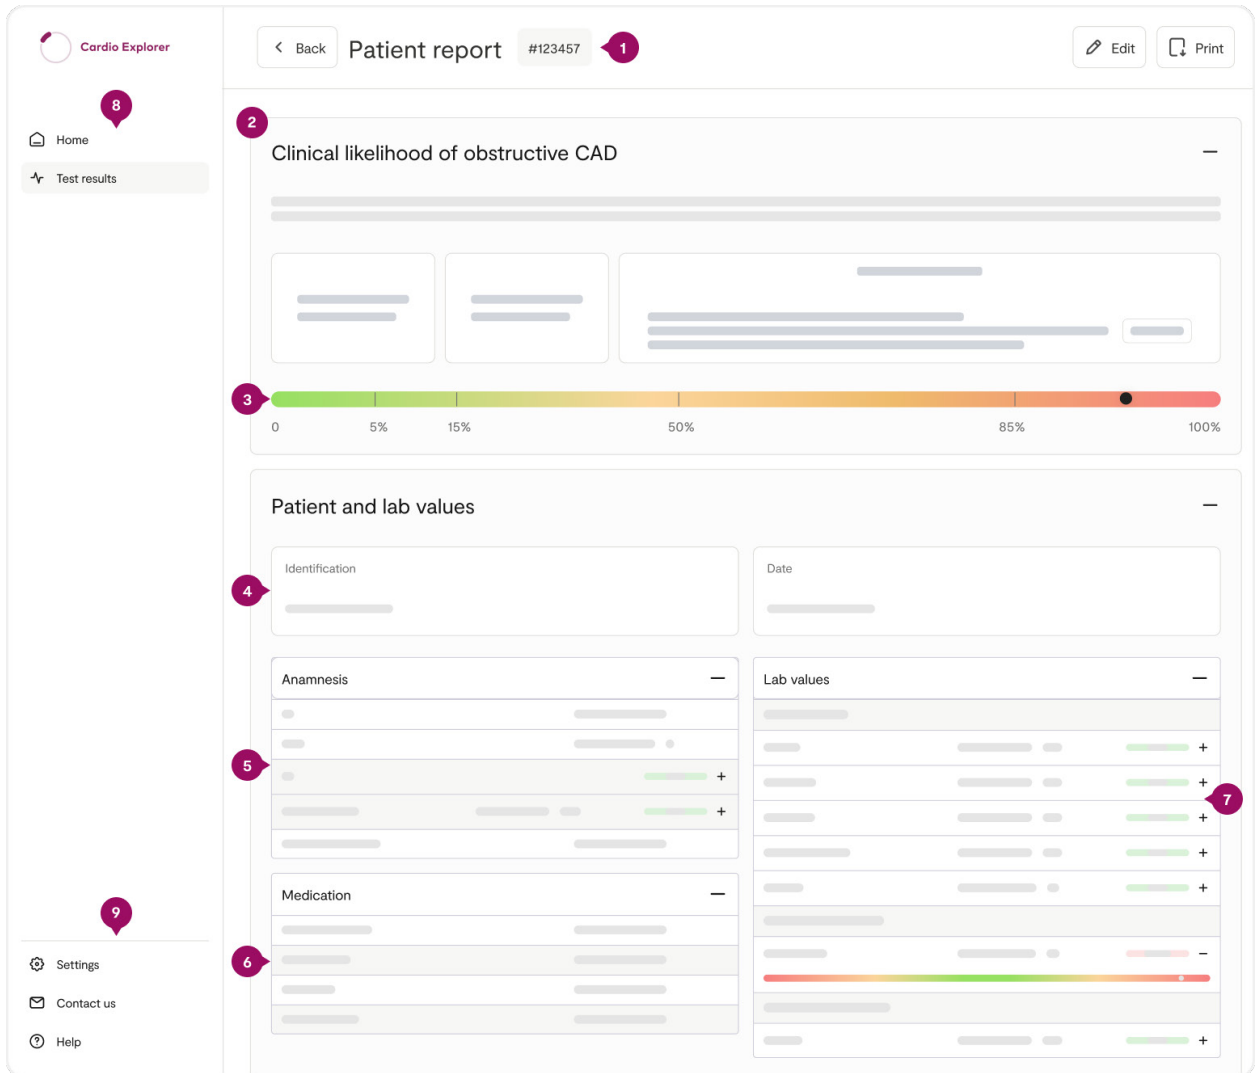 Cardio Explorer
Back
Patient report
#123457
1
Edit
Print
8
Home
Test results
2
Clinical likelihood of obstructive CAD
3
0 5% 15% 50% 85% 100%
Patient and lab values
4
Identification
Date
Anamnesis
5
Lab values
7
Medication
6
9
Settings
Contact us
Help